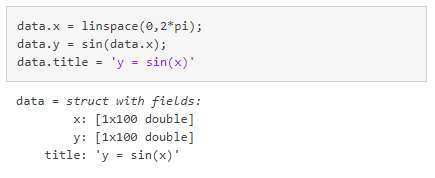 data.x = linspace(0,2*pi);
data.y = sin(data.x);
data.title = 'y = sin(x)'
data = struct with fields:
x: [1x100 double]
y: [1x100 double]
title: 'y = sin(x)'